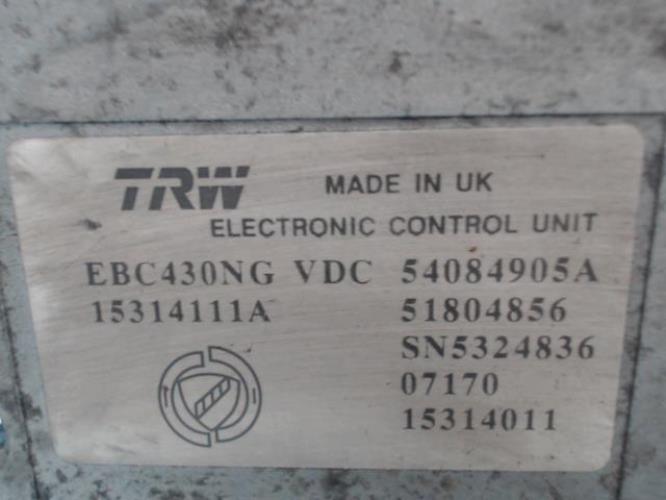 TRW MADE IN UK
ELECTRONIC CONTROL UNIT
EBC430NG VDC 54084905A
15314111A 51804856
SN5324836
07170
15314011